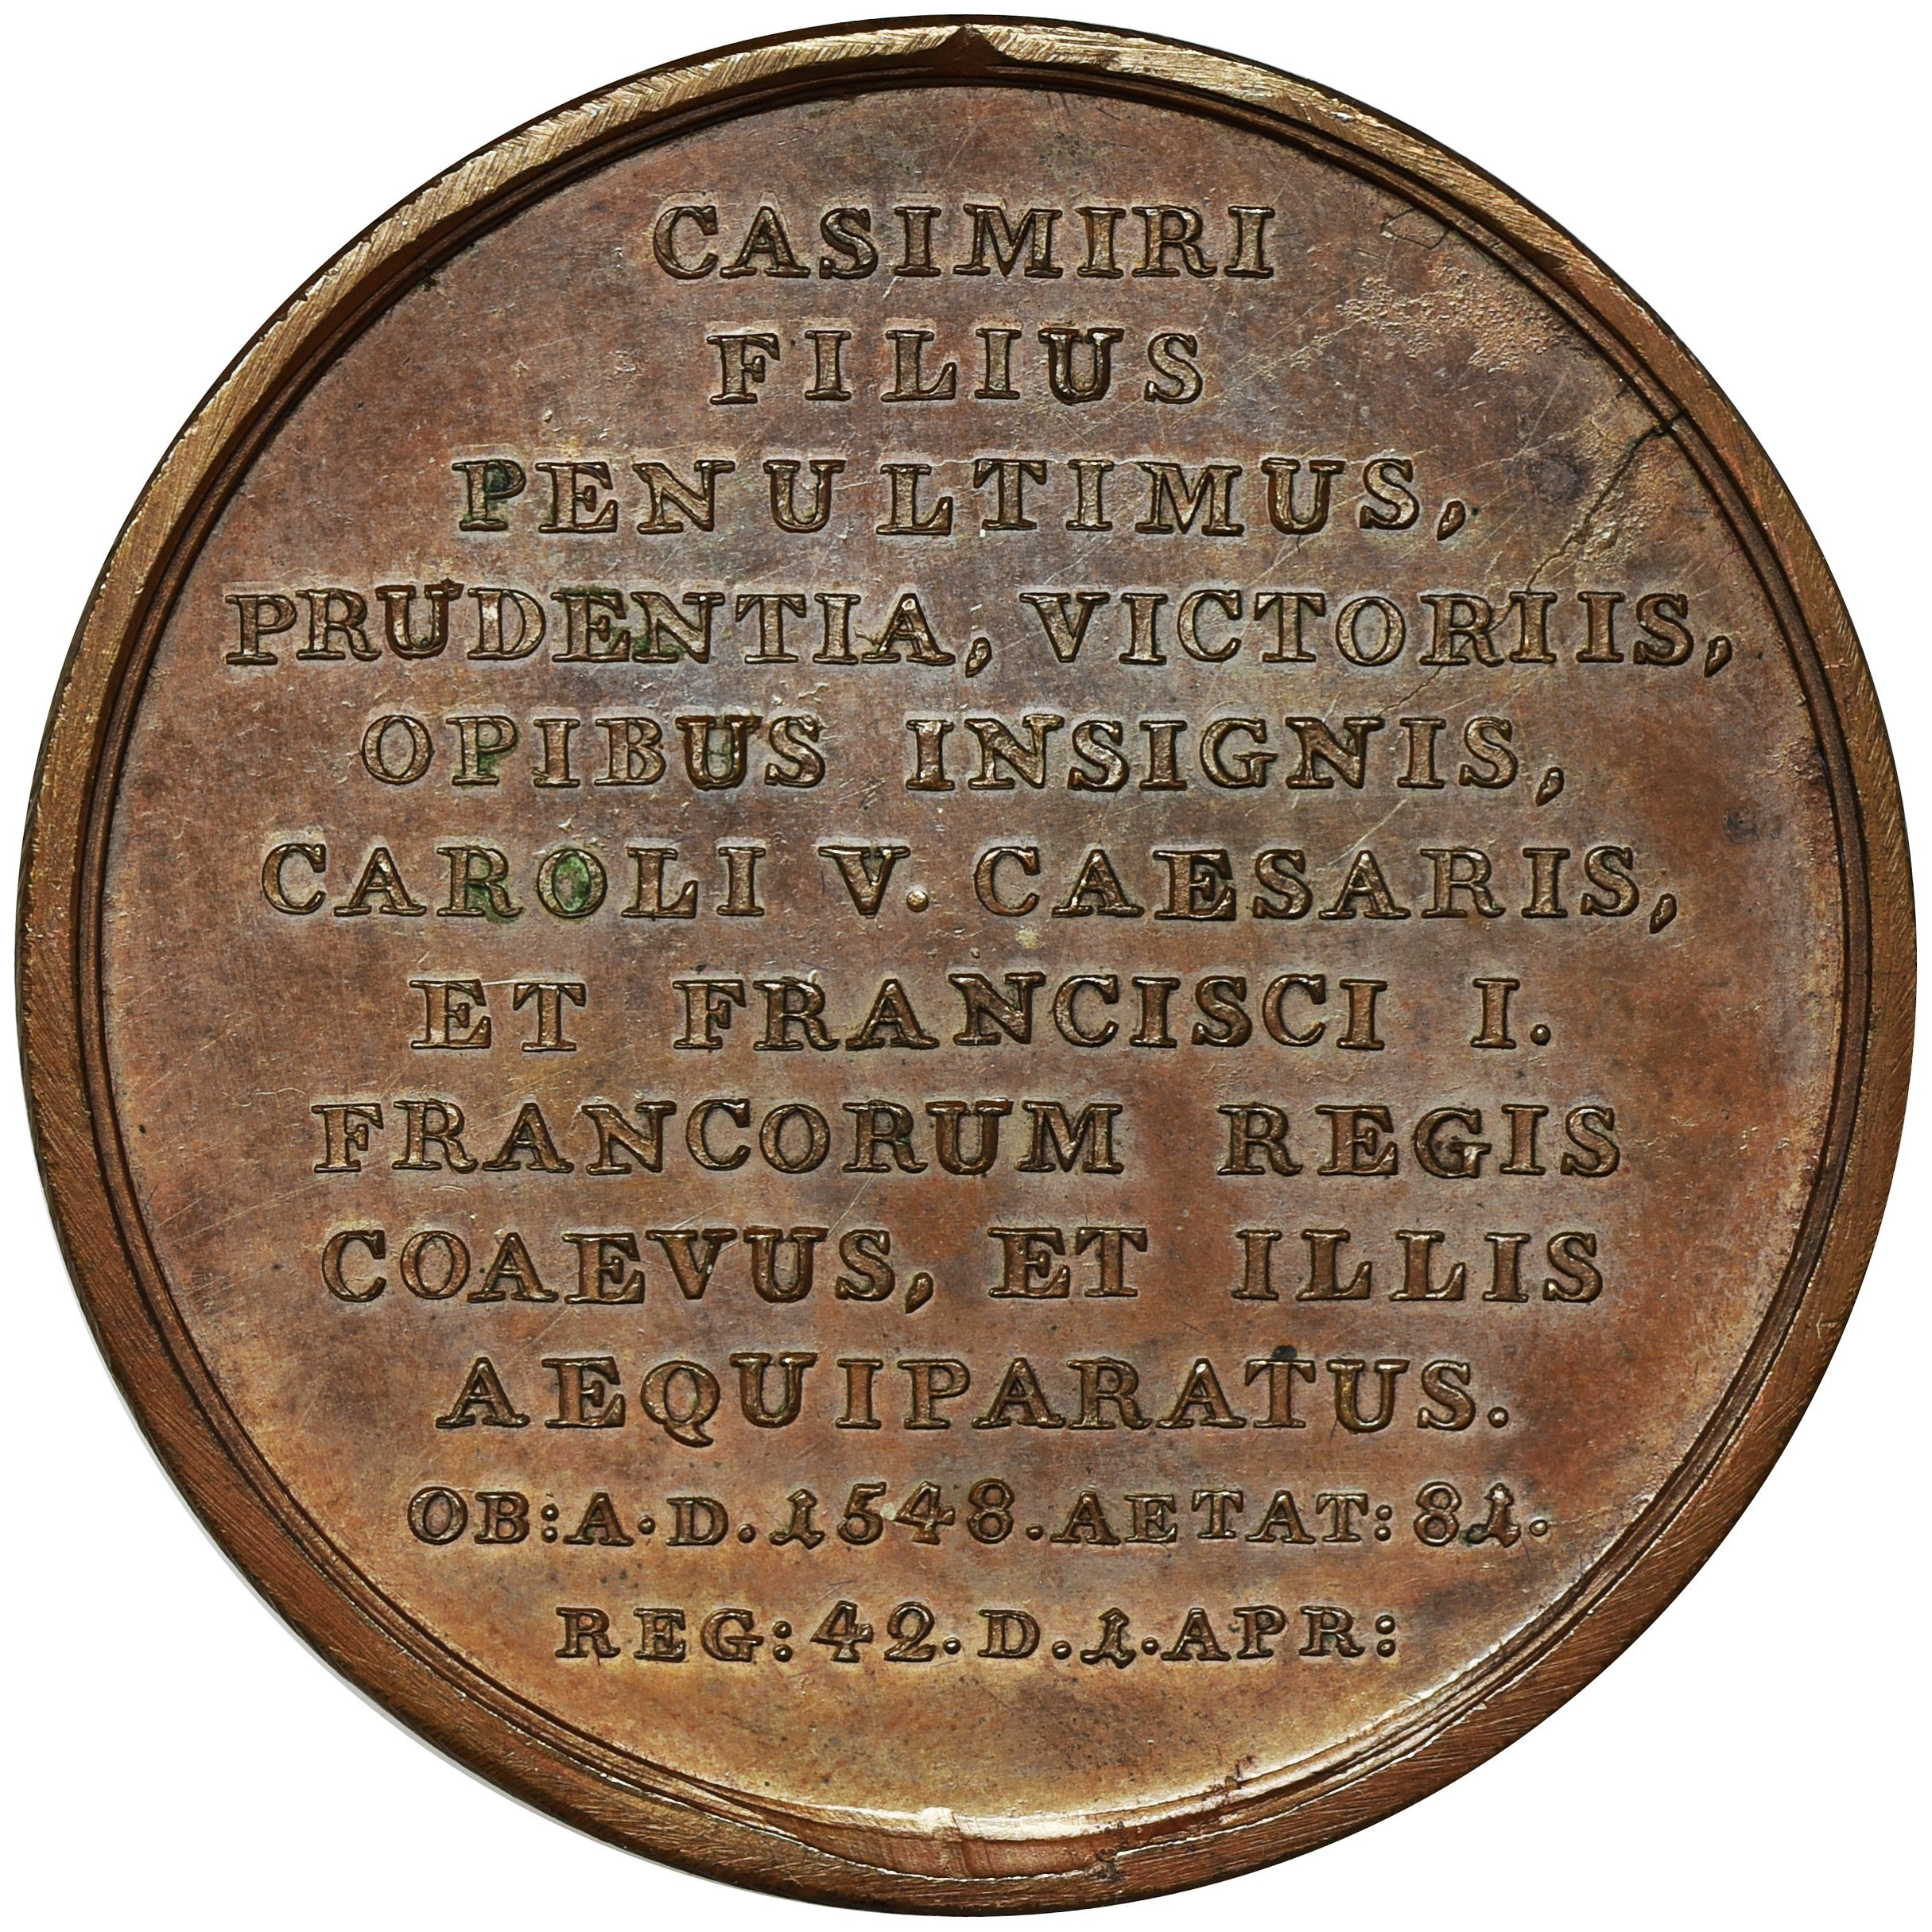 CASIMIRI
FILIUS
PENULTIMUS,
PRUDENTIA, VICTORIIS,
OPIBUS INSIGNIS,
CAROLI V. CAESARIS,
ET FRANCISCI I.
FRANCORUM REGIS
COAEVUS, ET ILLIS
AEQUIPARATUS.
OB: A. D. 1548. AETAT: 81.
REG: 42. D. 1. APR: